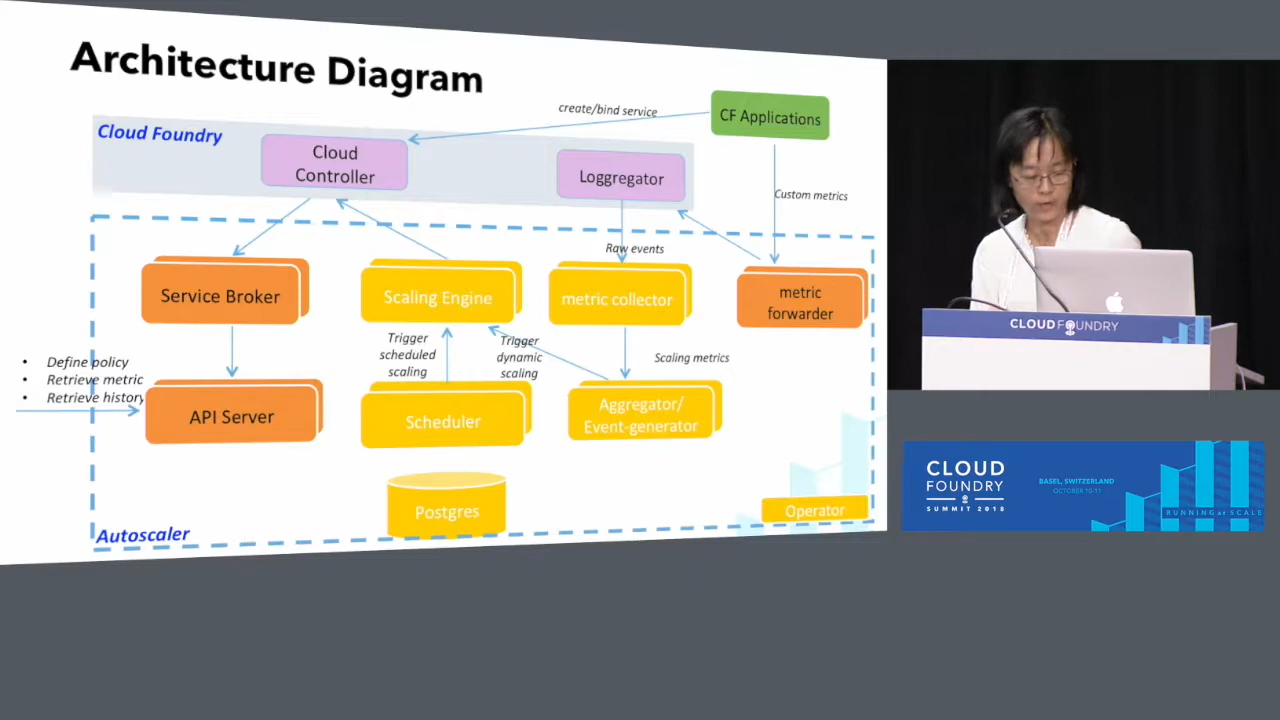 Architecture Diagram
create/bind service
CF Applications
Cloud Foundry
Cloud
Controller
Loggregator
Custom metrics
Raw events
Service Broker
Scaling Engine
metric collector
metric
forwarder
Trigger
scheduled
scaling
Trigger
dynamic
scaling
Scaling metrics
• Define policy
• Retrieve metric
• Retrieve history
API Server
Scheduler
Aggregator/
Event-generator
Postgres
Operator
Autoscaler
CLOUD FOUNDRY
CLOUD
FOUNDRY
SUMMIT 2018
BASEL, SWITZERLAND
OCTOBER 10-11
RUNNING at SCALE